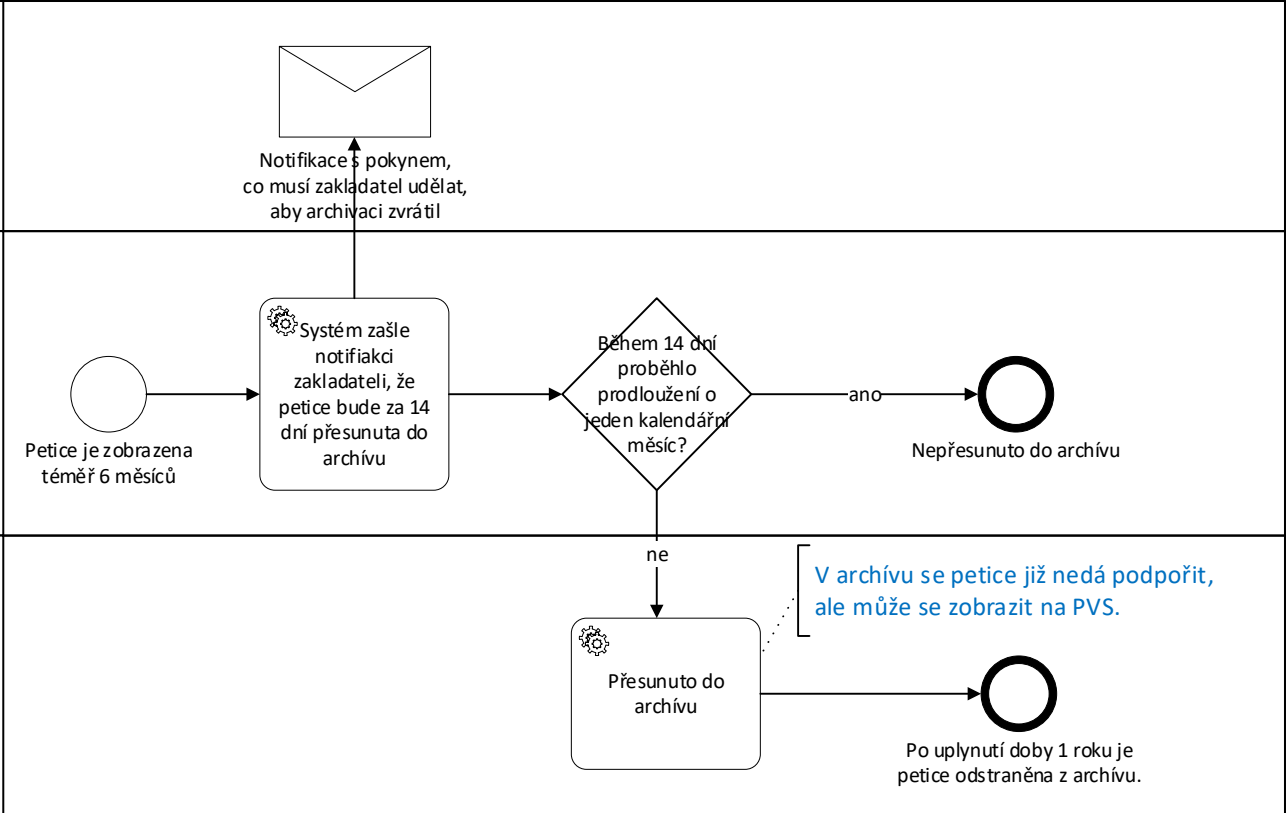 Notifikace s pokynem,
co musí zakladatel udělat,
aby archivaci zvrátil
Petice je zobrazena
téměř 6 měsíců
Systém zašle
notifiakci
zakladateli, že
petice bude za 14
dní přesunuta do
archívu
Během 14 dní
proběhlo
prodloužení o
jeden kalendářní
měsíc?
ano
Nepřesunuto do archívu
ne
V archívu se petice již nedá podpořit,
ale může se zobrazit na PVS.
Přesunuto do
archívu
Po uplynutí doby 1 roku je
petice odstraněna z archívu.